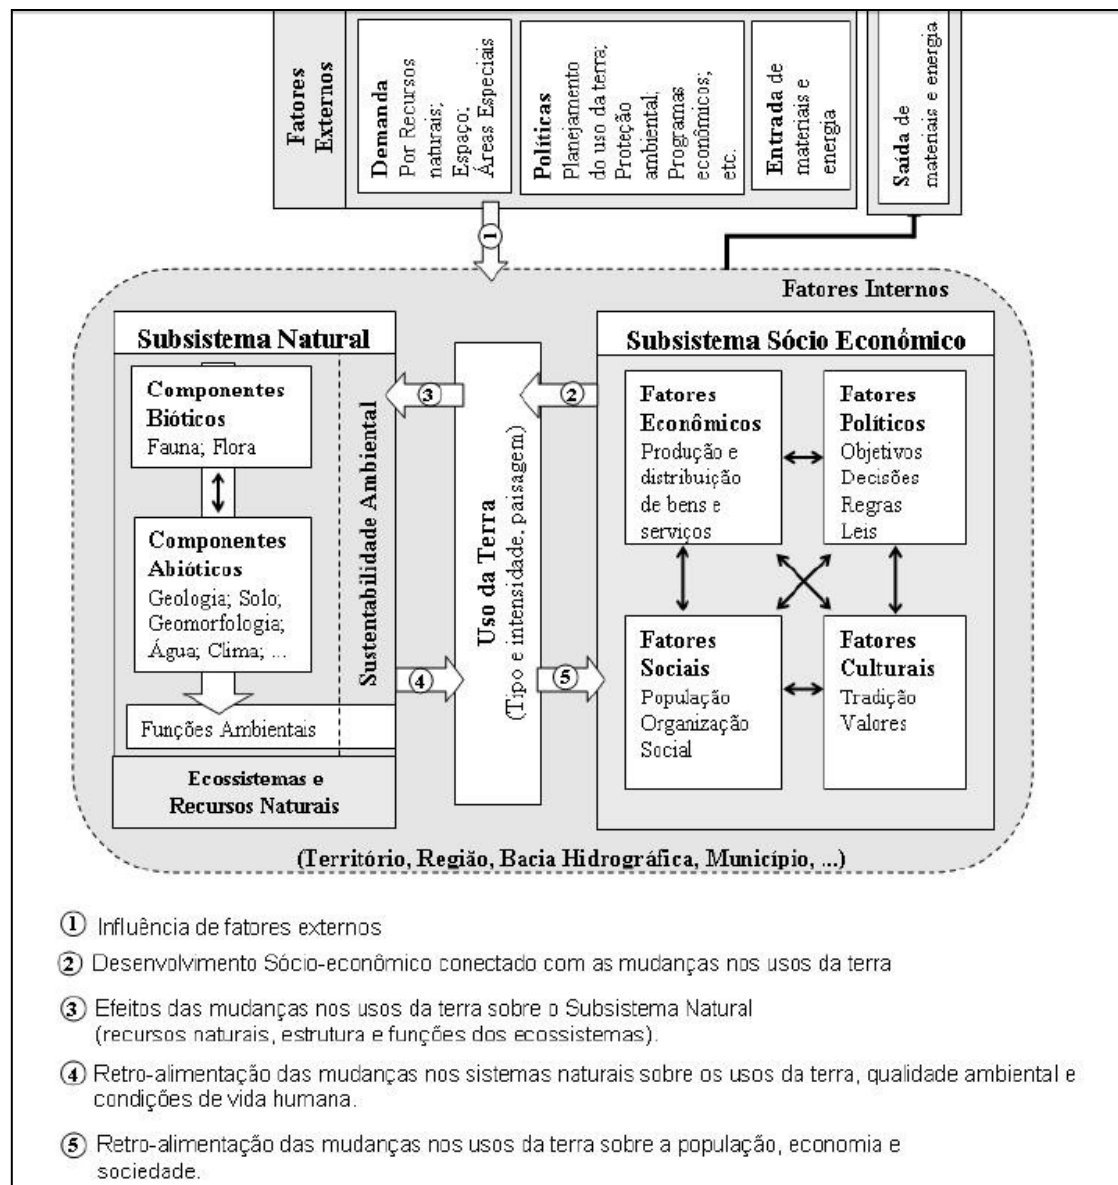 Fatores
Externos
Demanda
Por Recursos
naturais;
Espaço;
Áreas Especiais
Políticas
Planejamento
do uso da terra;
Proteção
ambiental;
Programas
econômicos;
etc.
Entrada de
materiais e
energia
Saída de
materiais e energia
1
Fatores Internos
Subsistema Natural
Componentes
Bióticos
Fauna; Flora
Componentes
Abióticos
Geologia; Solo;
Geomorfologia;
Água; Clima; ...
Funções Ambientais
Sustentabilidade Ambiental
Ecossistemas e
Recursos Naturais
3
4
Uso da Terra
(Tipo e intensidade, paisagem)
2
5
Subsistema Sócio Econômico
Fatores
Econômicos
Produção e
distribuição
de bens e
serviços
Fatores
Políticos
Objetivos
Decisões
Regras
Leis
Fatores
Sociais
População
Organização
Social
Fatores
Culturais
Tradição
Valores
(Território, Região, Bacia Hidrográfica, Município, ...)
1 Influência de fatores externos
2 Desenvolvimento Sócio-econômico conectado com as mudanças nos usos da terra
3 Efeitos das mudanças nos usos da terra sobre o Subsistema Natural
(recursos naturais, estrutura e funções dos ecossistemas).
4 Retro-alimentação das mudanças nos sistemas naturais sobre os usos da terra, qualidade ambiental e
condições de vida humana.
5 Retro-alimentação das mudanças nos usos da terra sobre a população, economia e
sociedade.